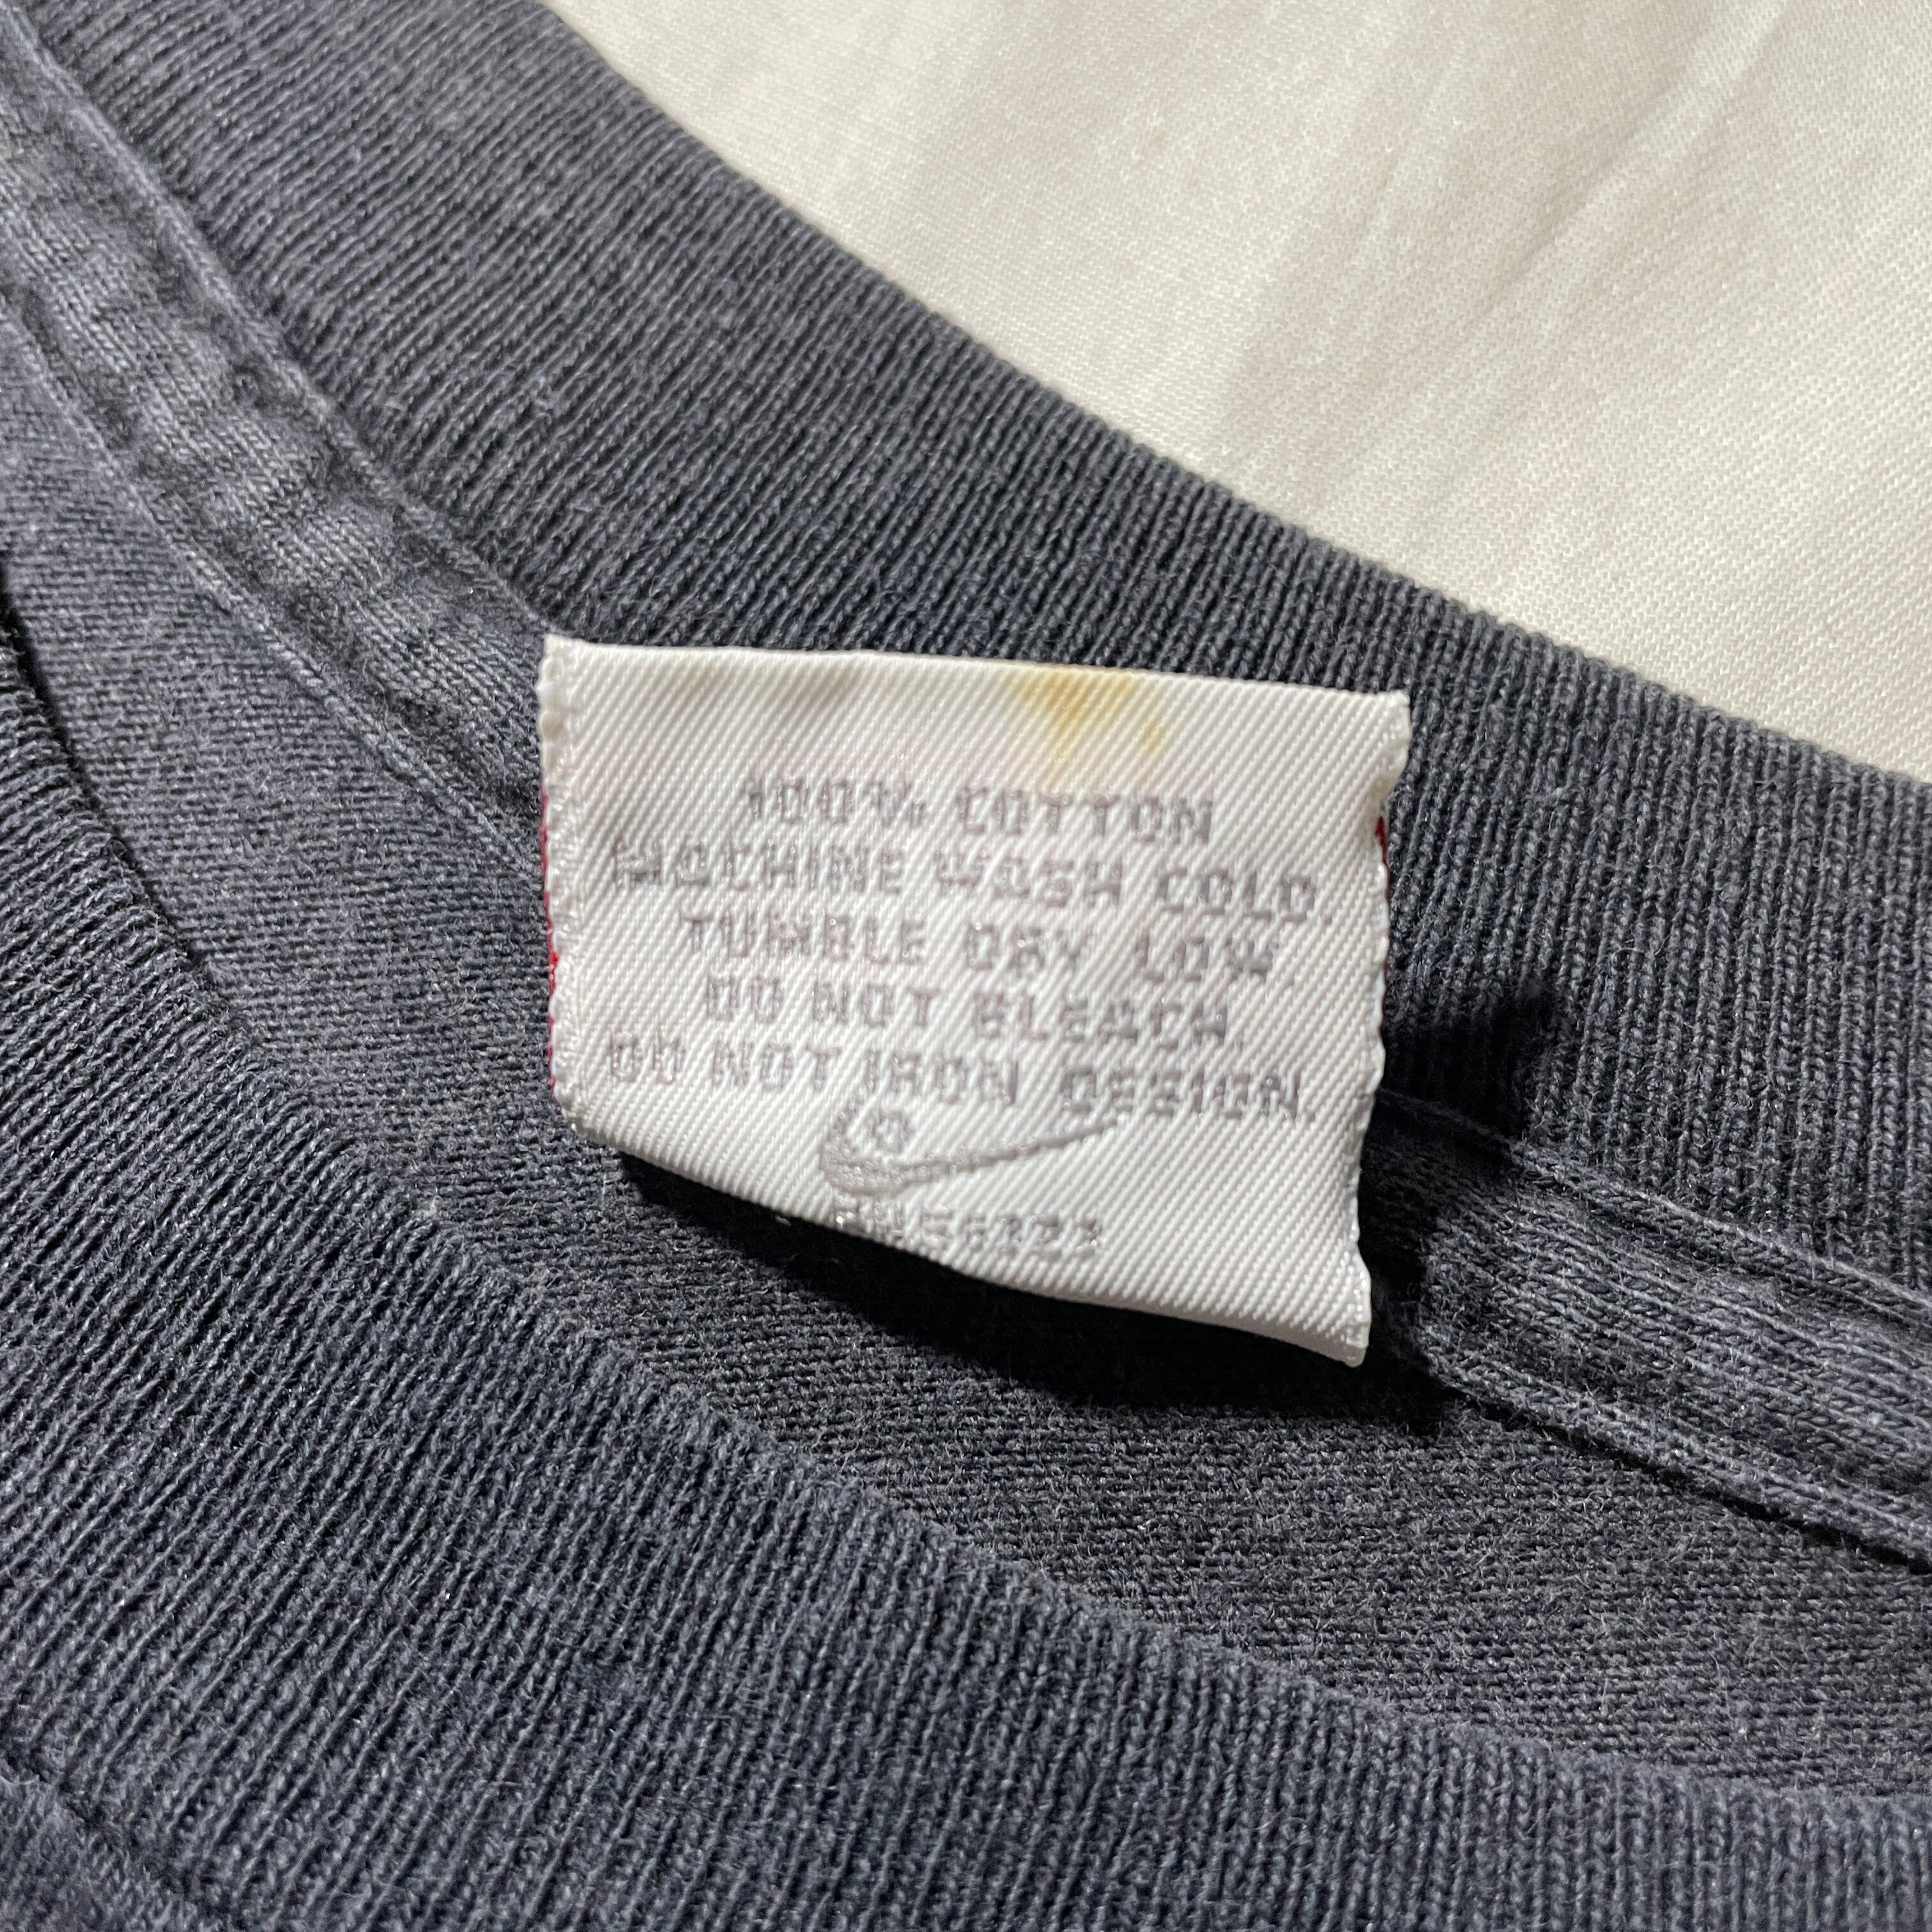 100% COTTON
MACHINE WASH COLD.
TUMBLE DRY LOW
DO NOT BLEACH.
DO NOT IRON DESIGN.
®